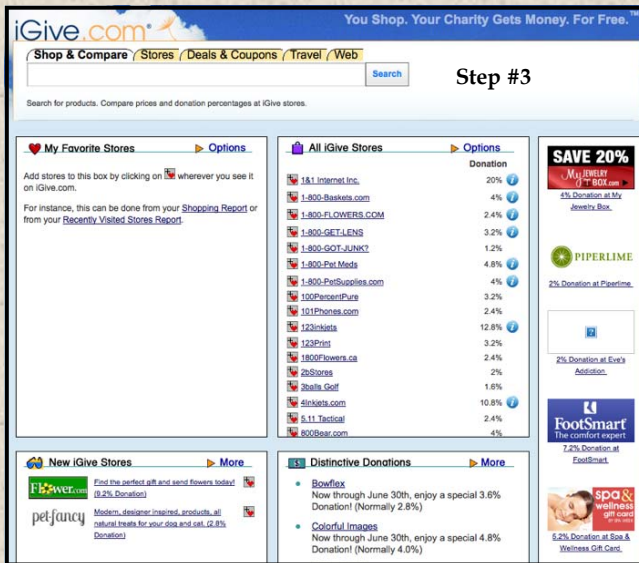 iGive.com
You Shop. Your Charity Gets Money. For Free.™
Shop & Compare Stores Deals & Coupons Travel Web
Search
Step #3
Search for products. Compare prices and donation percentages at iGive stores.
My Favorite Stores Options
Add stores to this box by clicking on wherever you see it
on iGive.com.
For instance, this can be done from your Shopping Report or
from your Recently Visited Stores Report.
All iGive Stores Options
Donation
1&1 Internet Inc. 20%
1-800-Baskets.com 4%
1-800-FLOWERS.COM 2.4%
1-800-GET-LENS 3.2%
1-800-GOT-JUNK? 1.2%
1-800-Pet Meds 4.8%
1-800-PetSupplies.com 4%
100PercentPure 3.2%
101Phones.com 2.4%
123inkjets 12.8%
123Print 3.2%
1800Flowers.ca 2.4%
2bStores 2%
3balls Golf 1.6%
4inkjets.com 10.8%
5.11 Tactical 2.4%
800Bear.com 4%
SAVE 20%
My JEWELRY
BOX.com
4% Donation at My
Jewelry Box
PIPERLIME
2% Donation at Piperlime
?
2% Donation at Eve's
Addiction
FootSmart
The comfort expert
7.2% Donation at
FootSmart
spa &
wellness
gift card
5.2% Donation at Spa &
Wellness Gift Card
New iGive Stores More
Flower.com
Find the perfect gift and send flowers today!
(9.2% Donation)
pet·fancy
Modern, designer inspired, products, all
natural treats for your dog and cat. (2.8%
Donation)
Distinctive Donations More
Bowflex
Now through June 30th, enjoy a special 3.6%
Donation! (Normally 2.8%)
Colorful Images
Now through June 30th, enjoy a special 4.8%
Donation! (Normally 4.0%)